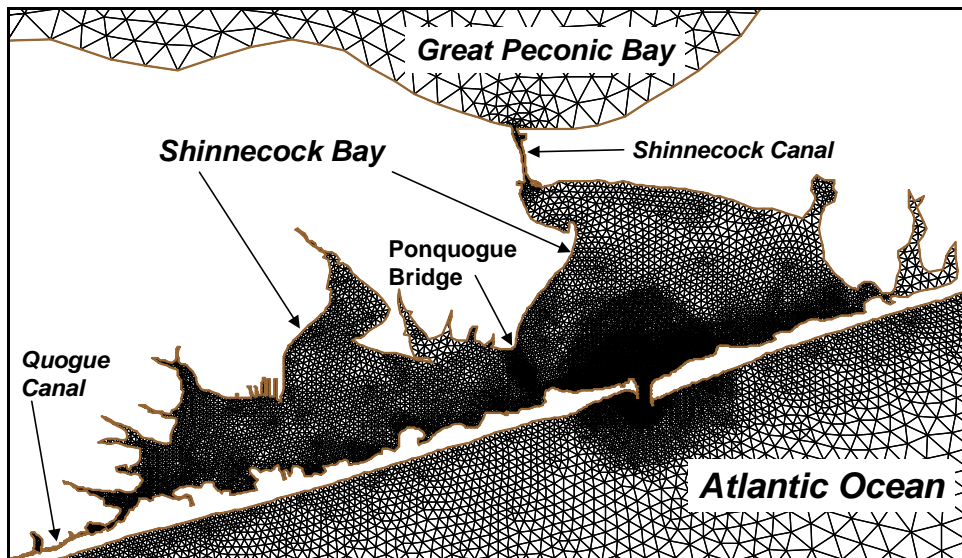 Great Peconic Bay
Shinnecock Bay
Shinnecock Canal
Ponquogue
Bridge
Quogue
Canal
Atlantic Ocean